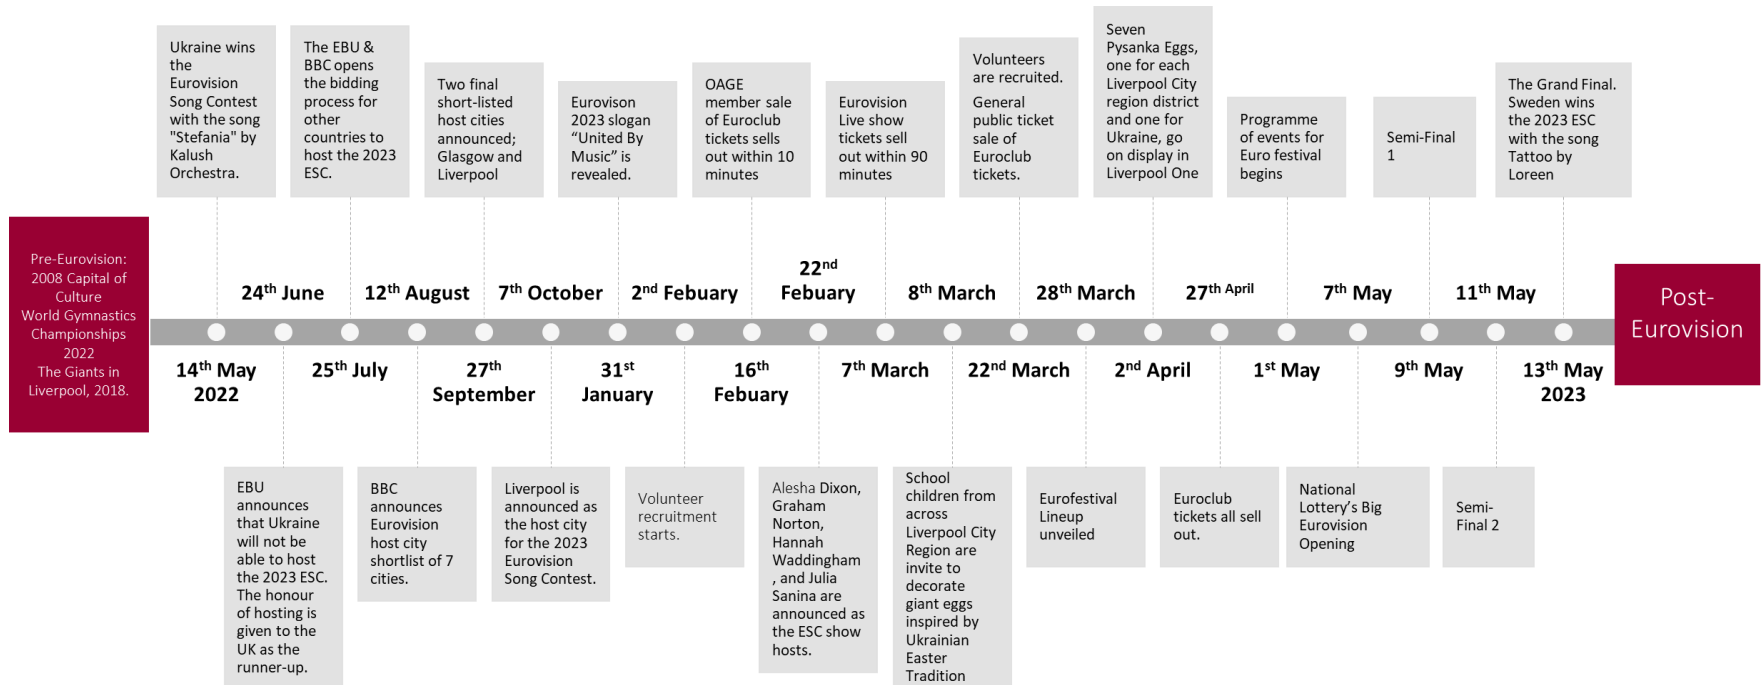 Ukraine wins
the
Eurovision
Song Contest
with the song
"Stefania" by
Kalush
Orchestra.
The EBU &
BBC opens
the bidding
process for
other
countries to
host the 2023
ESC.
Two final
short-listed
host cities
announced;
Glasgow and
Liverpool
Eurovison
2023 slogan
“United By
Music” is
revealed.
OAGE
member sale
of Euroclub
tickets sells
out within 10
minutes
Eurovision
Live show
tickets sell
out within 90
minutes
Volunteers
are recruited.
General
public ticket
sale of
Euroclub
tickets.
Seven
Pysanka Eggs,
one for each
Liverpool City
region district
and one for
Ukraine, go
on display in
Liverpool One
Programme
of events for
Euro festival
begins
Semi-Final
1
The Grand Final.
Sweden wins
the 2023 ESC
with the song
Tattoo by
Loreen
Pre-Eurovision:
2008 Capital of
Culture
World Gymnastics
Championships
2022
The Giants in
Liverpool, 2018.
24th June
12th August
7th October
2nd Febuary
22nd
Febuary
8th March
28th March
27th April
7th May
11th May
Post-
Eurovision
14th May
2022
25th July
27th
September
31st
January
16th
Febuary
7th March
22nd March
2nd April
1st May
9th May
13th May
2023
EBU
announces
that Ukraine
will not be
able to host
the 2023 ESC.
The honour
of hosting is
given to the
UK as the
runner-up.
BBC
announces
Eurovision
host city
shortlist of 7
cities.
Liverpool is
announced as
the host city
for the 2023
Eurovision
Song Contest.
Volunteer
recruitment
starts.
Alesha Dixon,
Graham
Norton,
Hannah
Waddingham
, and Julia
Sanina are
announced as
the ESC show
hosts.
School
children from
across
Liverpool City
Region are
invite to
decorate
giant eggs
inspired by
Ukrainian
Easter
Tradition
Eurofestival
Lineup
unveiled
Euroclub
tickets all sell
out.
National
Lottery’s Big
Eurovision
Opening
Semi-
Final 2